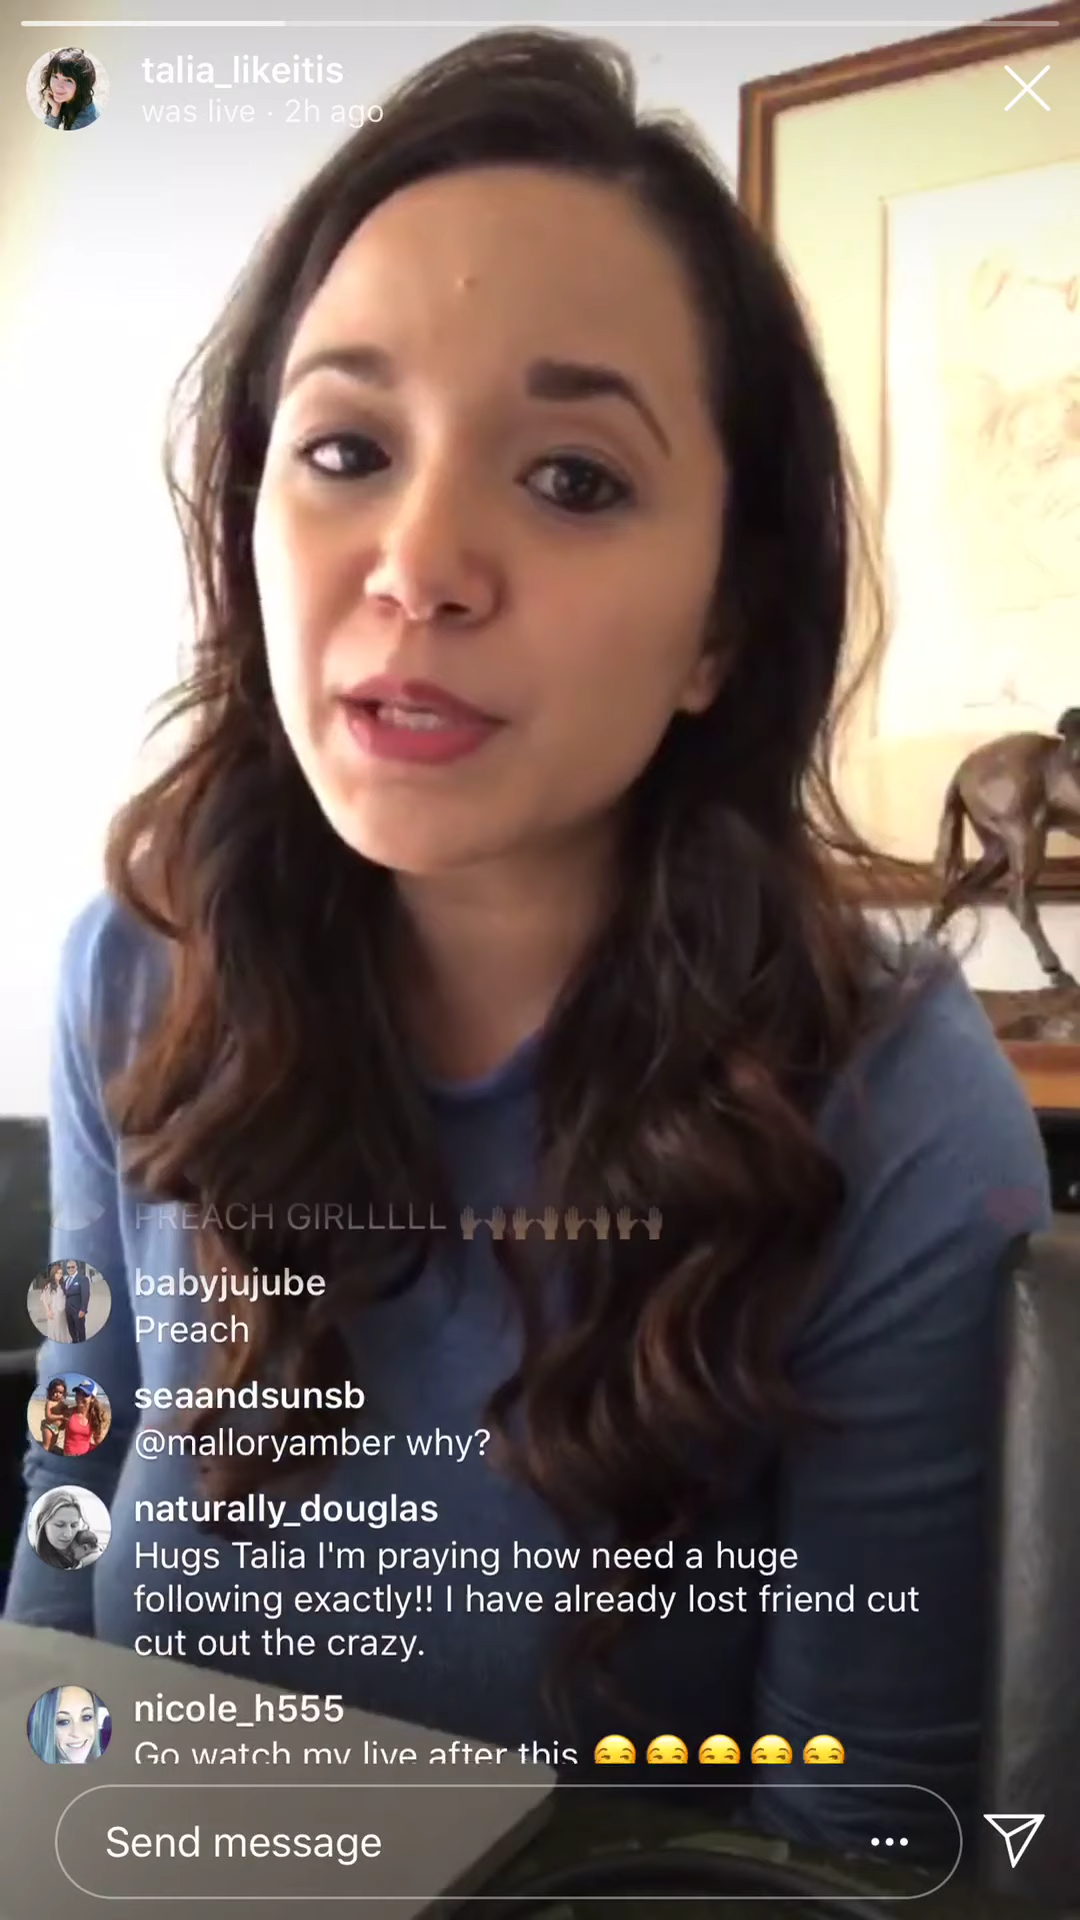 talia_likeitis
was live · 2h ago
PREACH GIRLLLLL 🙌🏾🙌🏾🙌🏾🙌🏾
babyjujube
Preach
seaandsunsb
@malloryamber why?
naturally_douglas
Hugs Talia I'm praying how need a huge
following exactly!! I have already lost friend cut
cut out the crazy.
nicole_h555
Go watch my live after this 😒😒😒😒😒
Send message